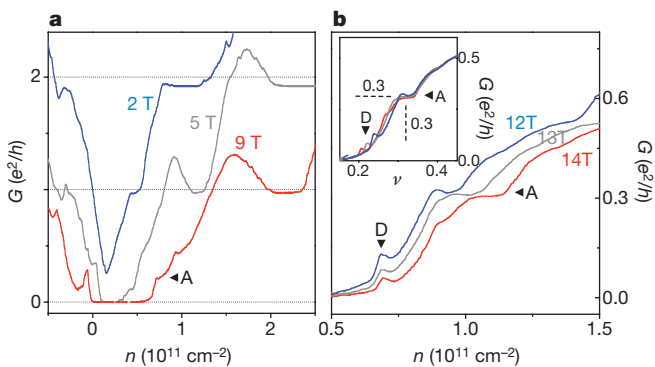 a
G (e²/h)
2
1
0
2 T
5 T
9 T
A
0
1
2
n (10¹¹ cm⁻²)
b
0.3
D
A
0.3
0.2
0.4
ν
0.5
0.0
G (e²/h)
12T
13T
14T
A
D
0.6
0.3
0.0
G (e²/h)
0.5
1.0
1.5
n (10¹¹ cm⁻²)